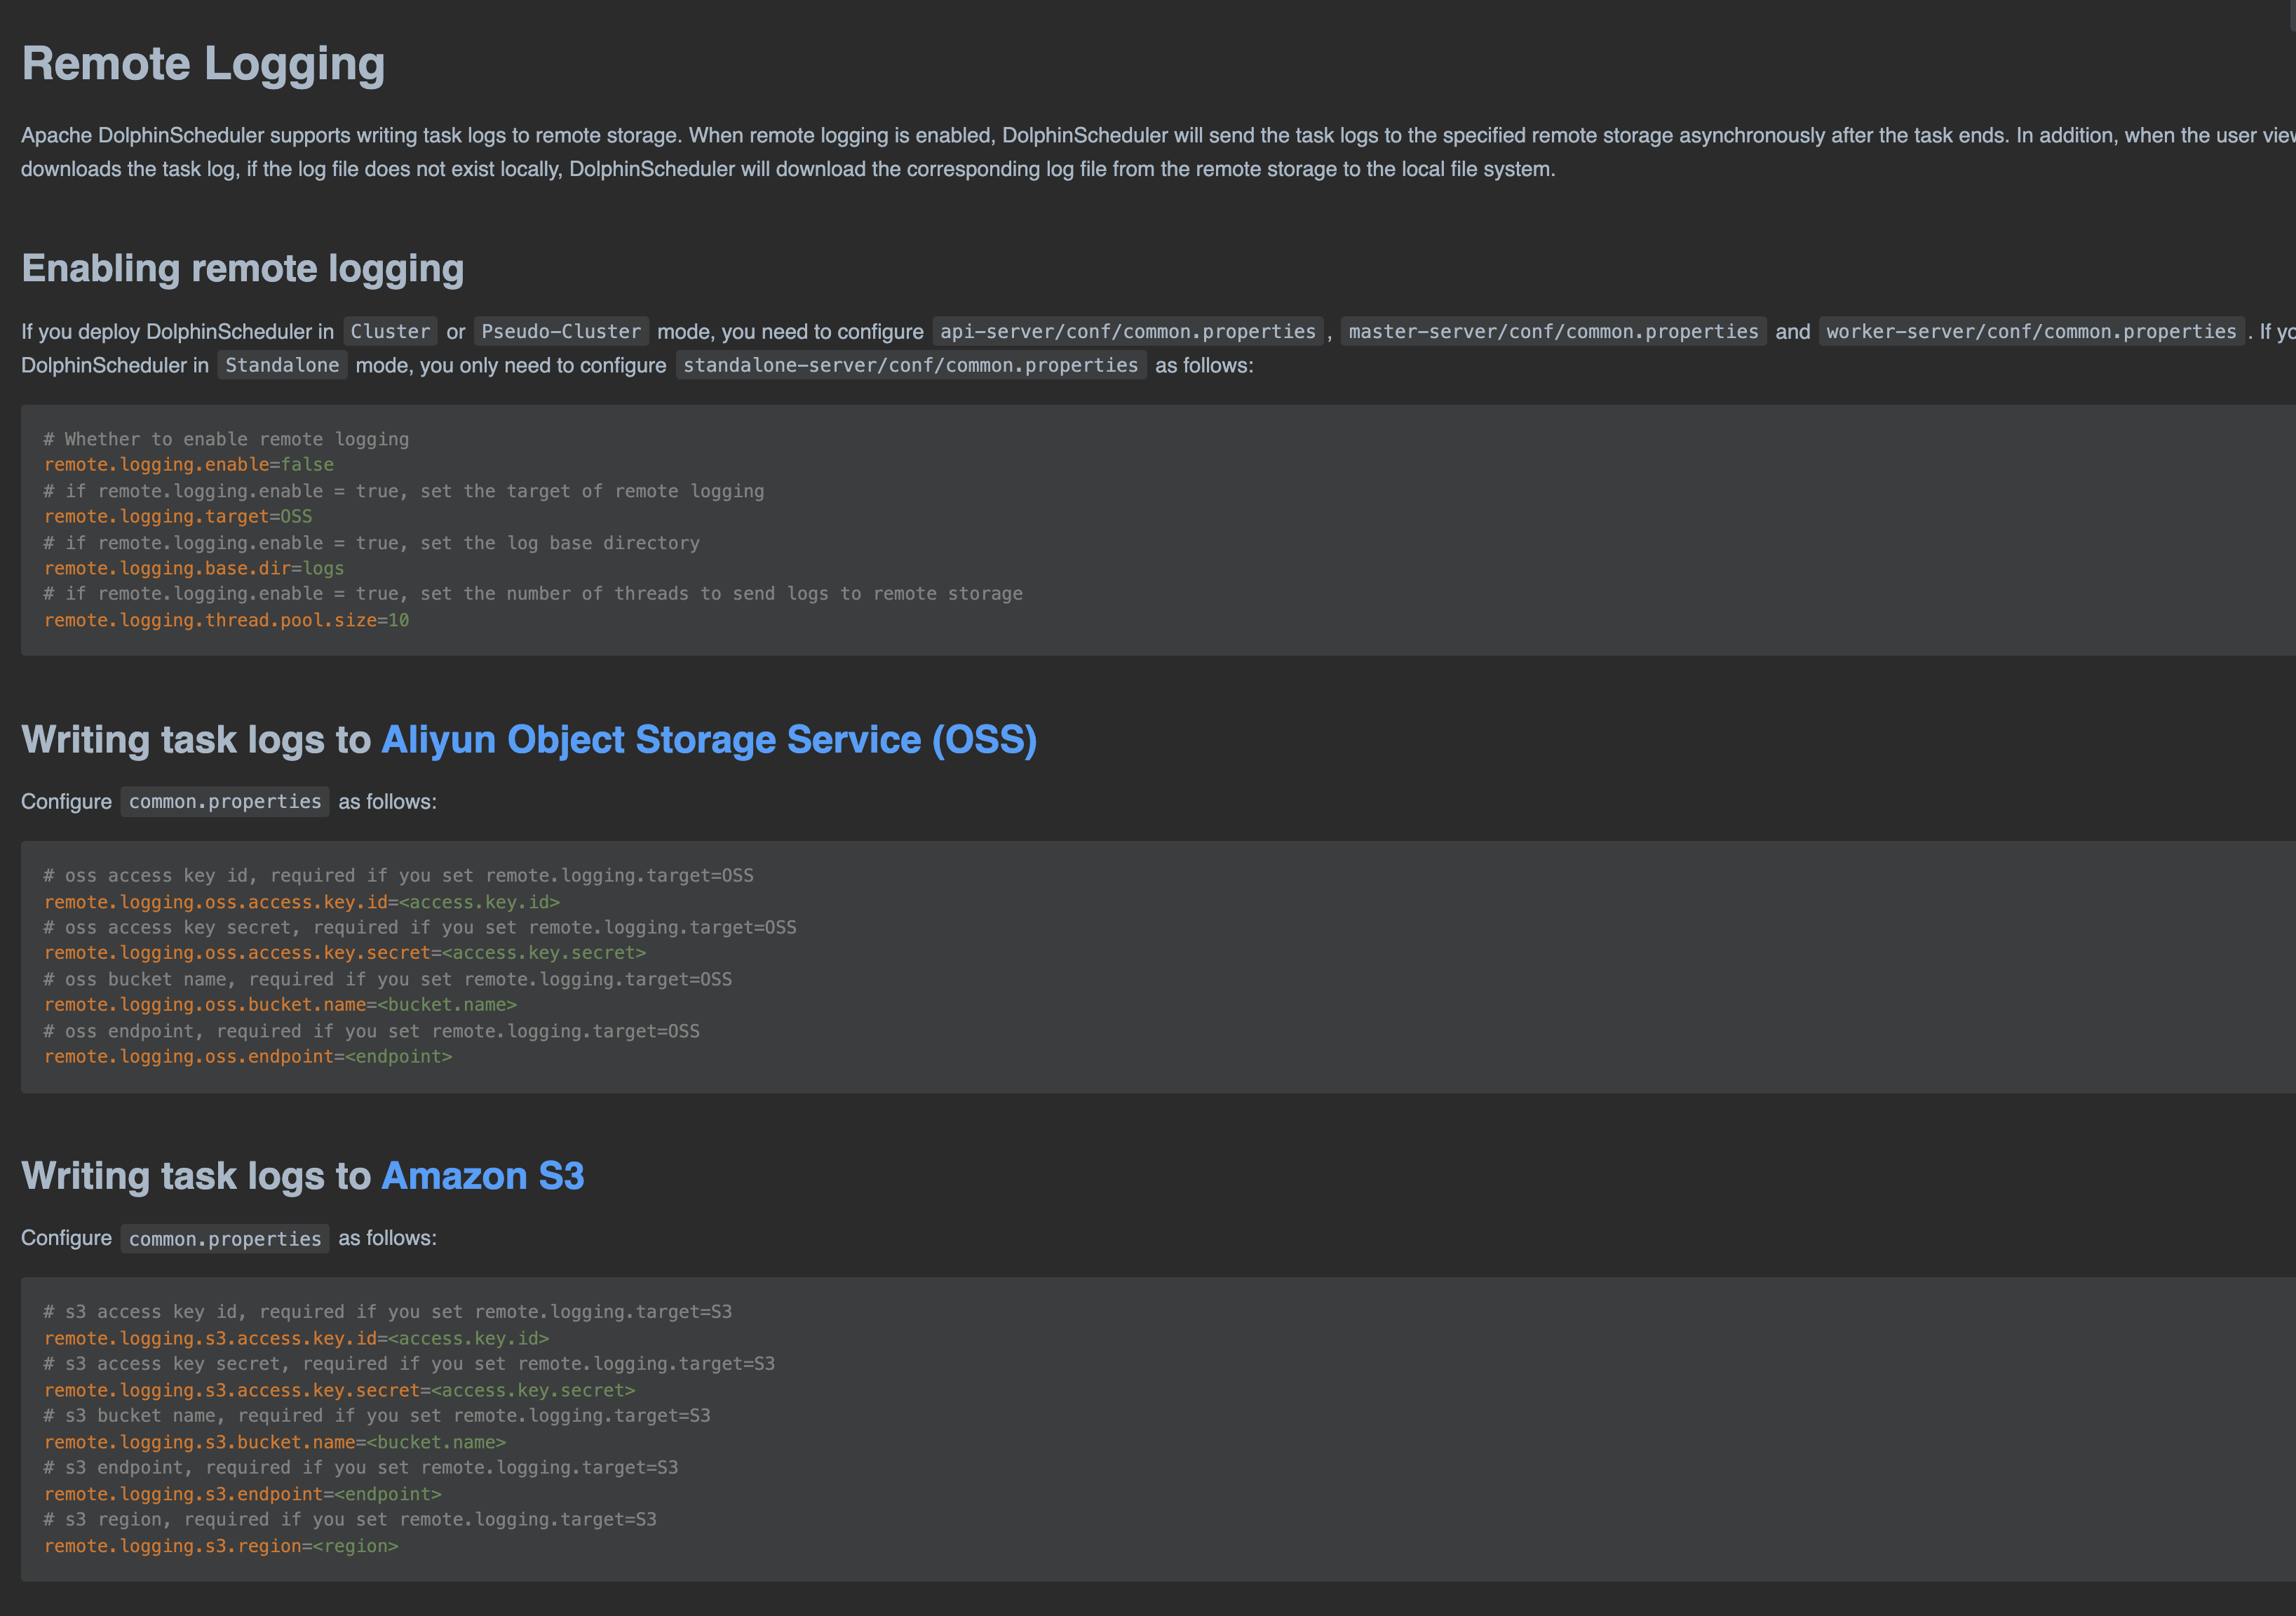 Remote Logging
Apache DolphinScheduler supports writing task logs to remote storage. When remote logging is enabled, DolphinScheduler will send the task logs to the specified remote storage asynchronously after the task ends. In addition, when the user
downloads the task log, if the log file does not exist locally, DolphinScheduler will download the corresponding log file from the remote storage to the local file system.
Enabling remote logging
If you deploy DolphinScheduler in Cluster or Pseudo-Cluster mode, you need to configure api-server/conf/common.properties , master-server/conf/common.properties and worker-server/conf/common.properties . If
DolphinScheduler in Standalone mode, you only need to configure standalone-server/conf/common.properties as follows:
# Whether to enable remote logging
remote.logging.enable=false
# if remote.logging.enable = true, set the target of remote logging
remote.logging.target=OSS
# if remote.logging.enable = true, set the log base directory
remote.logging.base.dir=logs
# if remote.logging.enable = true, set the number of threads to send logs to remote storage
remote.logging.thread.pool.size=10
Writing task logs to Aliyun Object Storage Service (OSS)
Configure common.properties as follows:
# oss access key id, required if you set remote.logging.target=OSS
remote.logging.oss.access.key.id=<access.key.id>
# oss access key secret, required if you set remote.logging.target=OSS
remote.logging.oss.access.key.secret=<access.key.secret>
# oss bucket name, required if you set remote.logging.target=OSS
remote.logging.oss.bucket.name=<bucket.name>
# oss endpoint, required if you set remote.logging.target=OSS
remote.logging.oss.endpoint=<endpoint>
Writing task logs to Amazon S3
Configure common.properties as follows:
# s3 access key id, required if you set remote.logging.target=S3
remote.logging.s3.access.key.id=<access.key.id>
# s3 access key secret, required if you set remote.logging.target=S3
remote.logging.s3.access.key.secret=<access.key.secret>
# s3 bucket name, required if you set remote.logging.target=S3
remote.logging.s3.bucket.name=<bucket.name>
# s3 endpoint, required if you set remote.logging.target=S3
remote.logging.s3.endpoint=<endpoint>
# s3 region, required if you set remote.logging.target=S3
remote.logging.s3.region=<region>